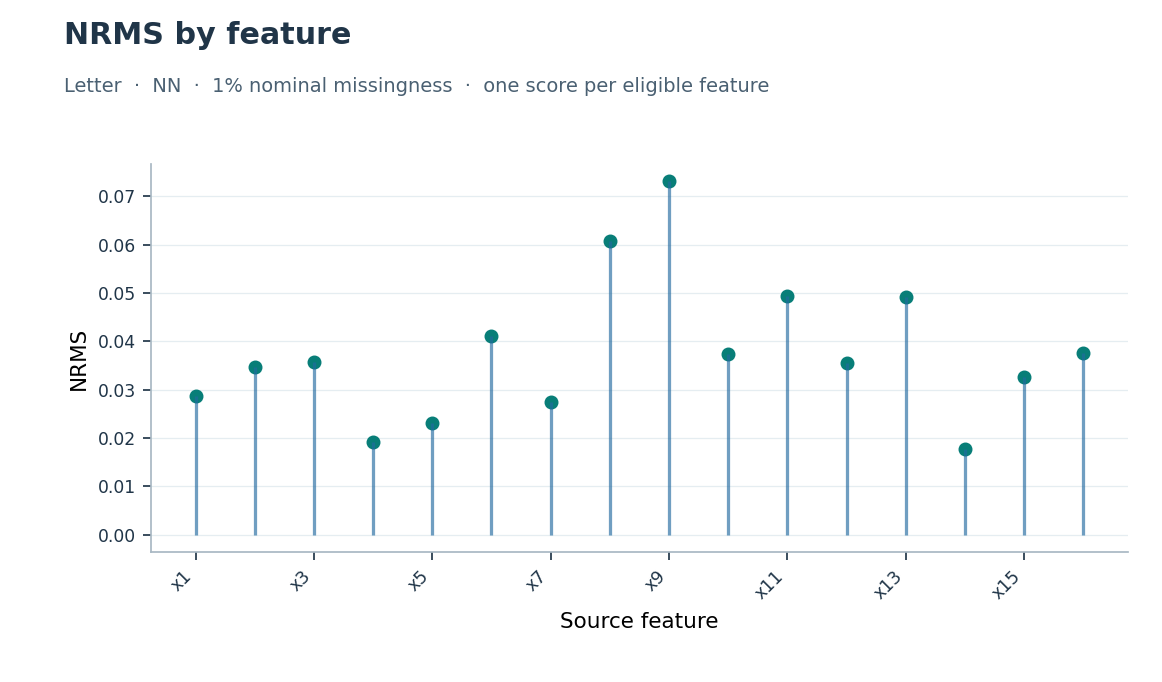 NRMS by feature
Letter · NN · 1% nominal missingness · one score per eligible feature
0.07
0.06
0.05
0.04
0.03
0.02
0.01
0.00
NRMS
x1
x3
x5
x7
x9
x11
x13
x15
Source feature